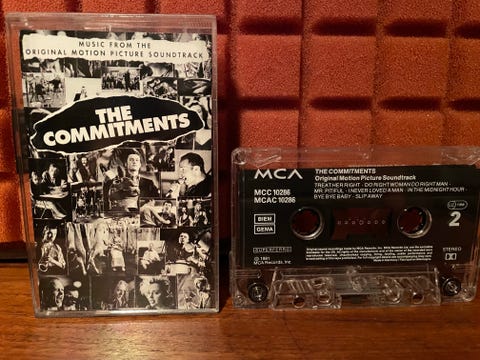 MUSIC FROM THE
ORIGINAL MOTION PICTURE SOUNDTRACK
THE
COMMITMENTS
MCA
MCC 10286
MCAC 10286
BIEM
GEMA
SUPERFERRO
℗ 1991
MCA Records, Inc.
THE COMMITMENTS
Original Motion Picture Soundtrack
TREAT HER RIGHT - DO RIGHT WOMAN DO RIGHT MAN -
MR. PITIFUL - I NEVER LOVED A MAN - IN THE MIDNIGHT HOUR -
BYE BYE BABY - SLIP AWAY
2
STEREO